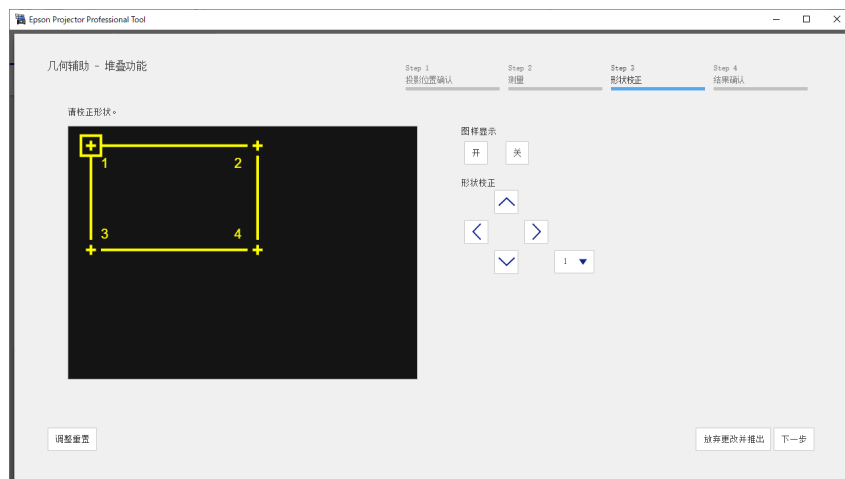 Epson Projector Professional Tool
几何辅助 - 堆叠功能
Step 1
投影位置确认
Step 2
测量
Step 3
形状校正
Step 4
结果确认
请校正形状。
1
2
3
4
图样显示
开
关
形状校正
1
调整重置
放弃更改并推出
下一步